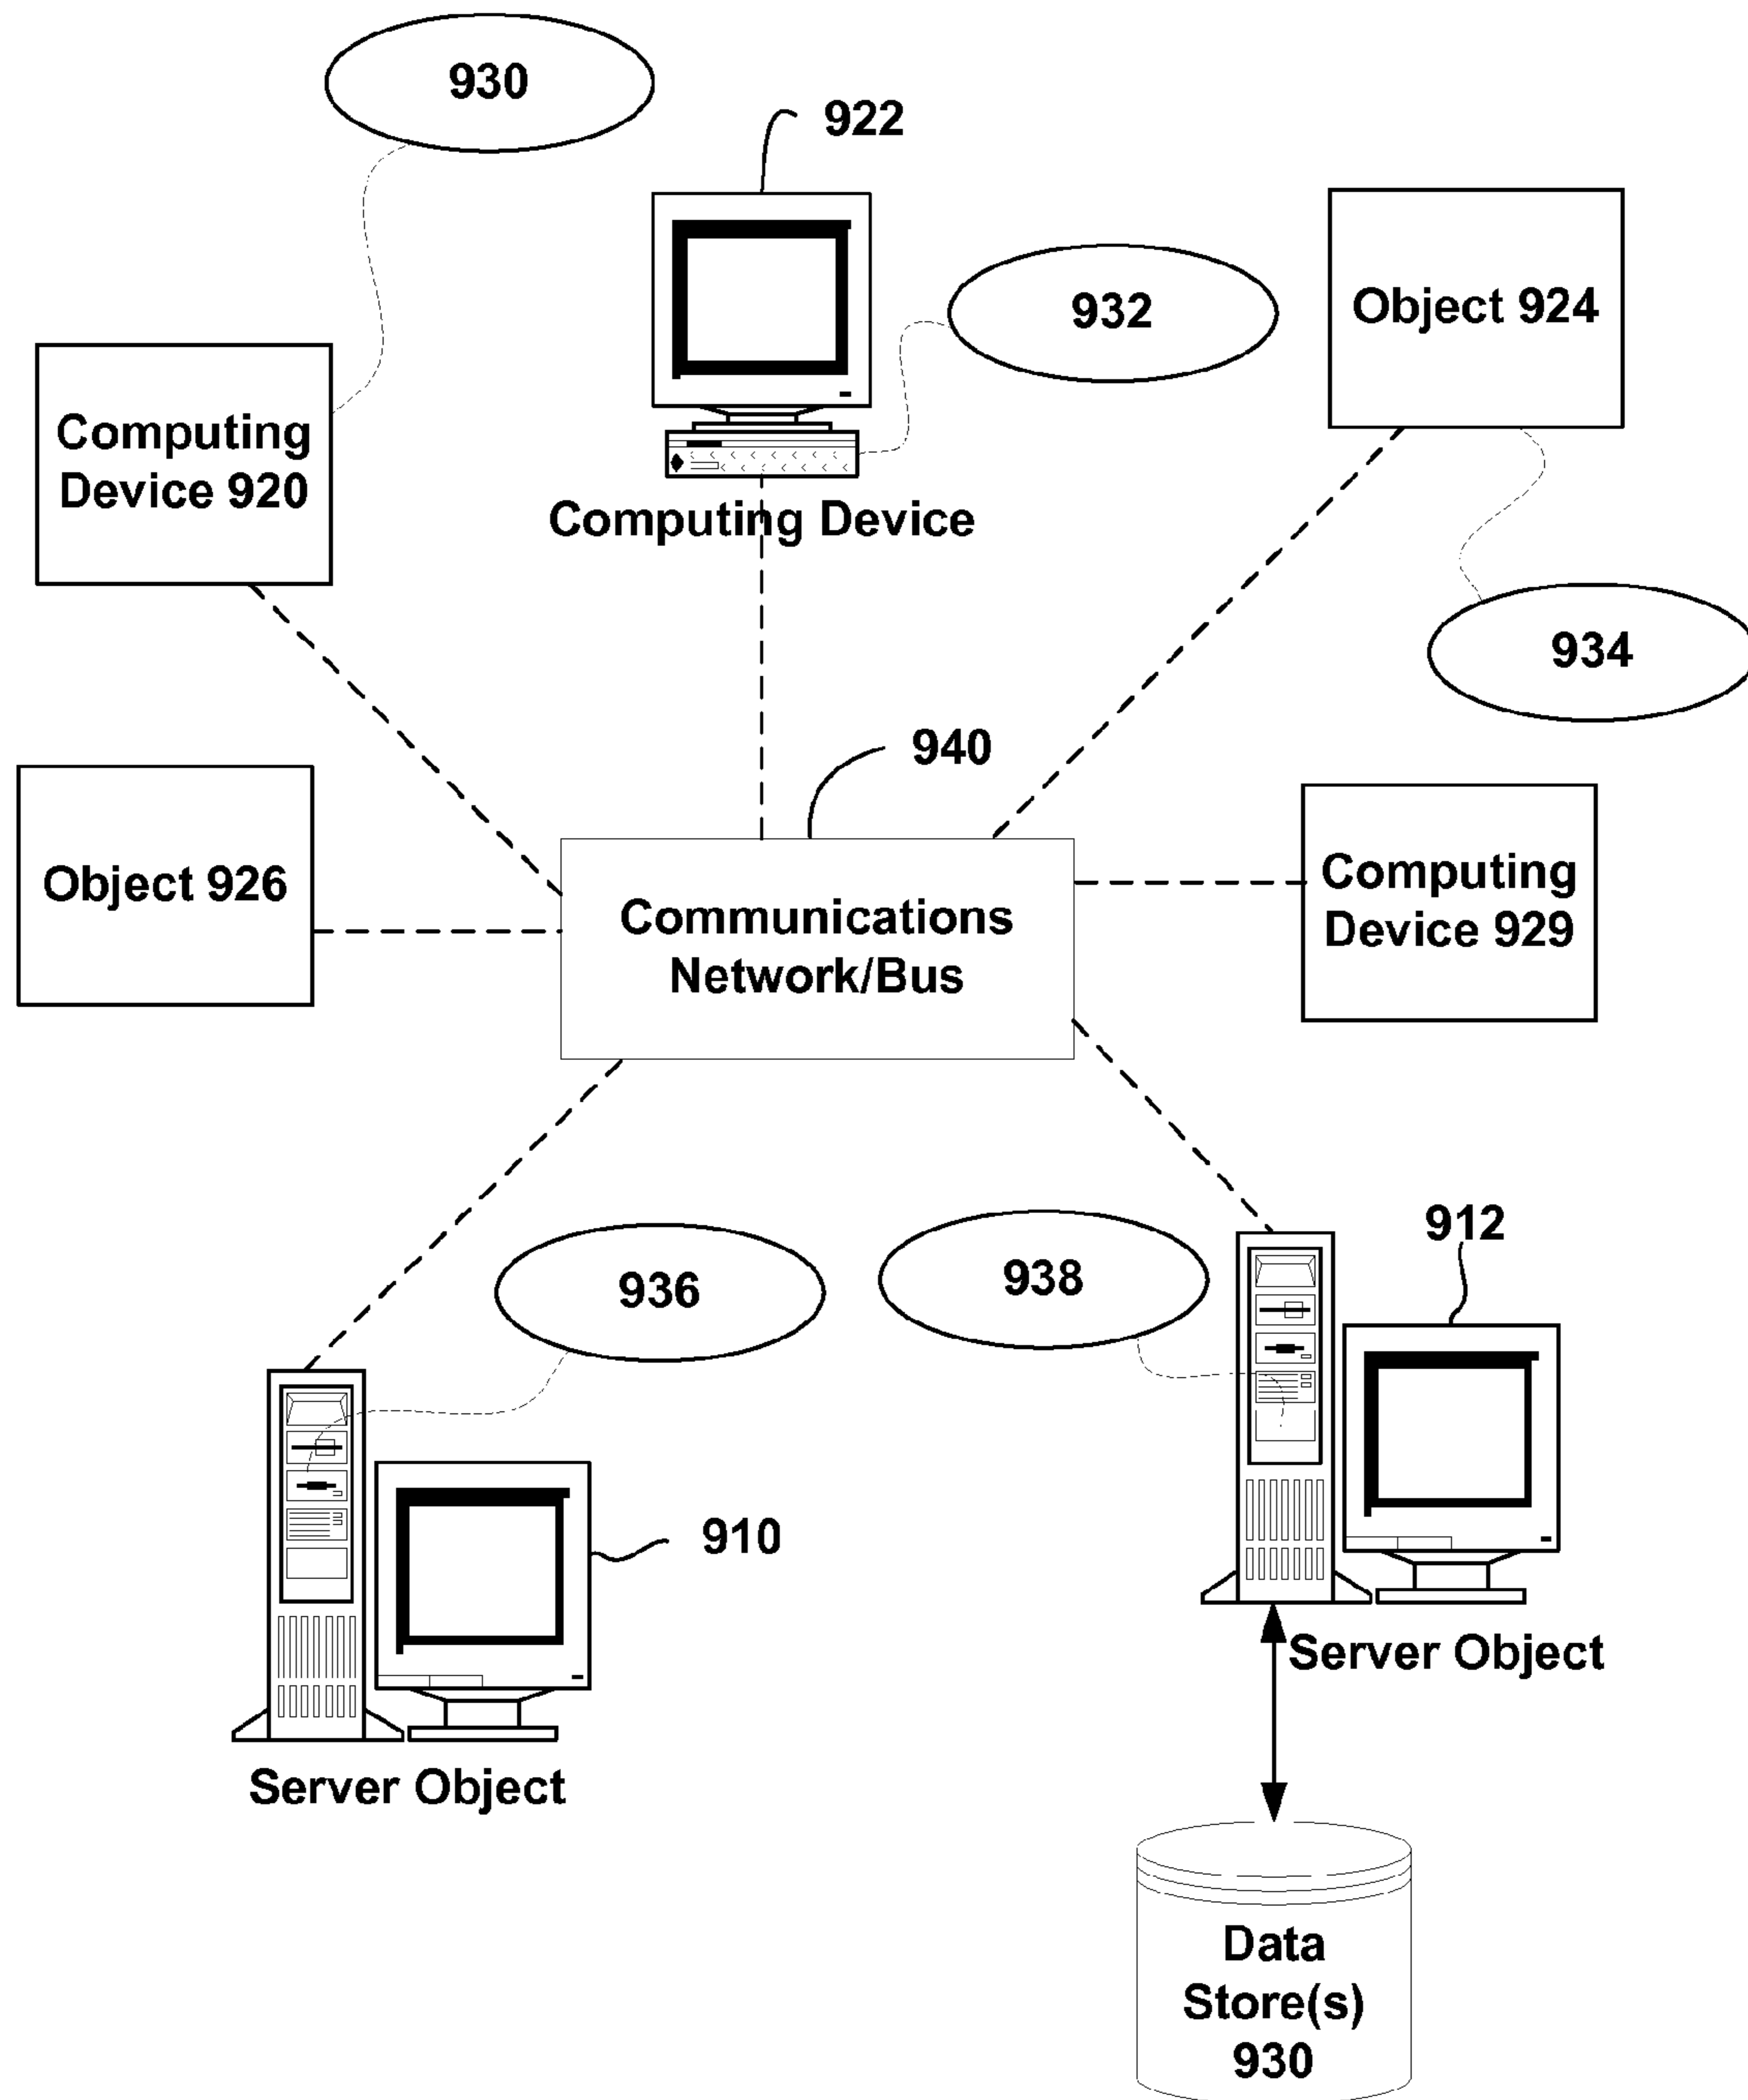 930
922
932
Object 924
Computing
Device 920
Computing Device
934
940
Object 926
Communications
Network/Bus
Computing
Device 929
912
936
938
910
Server Object
Server Object
Data
Store(s)
930